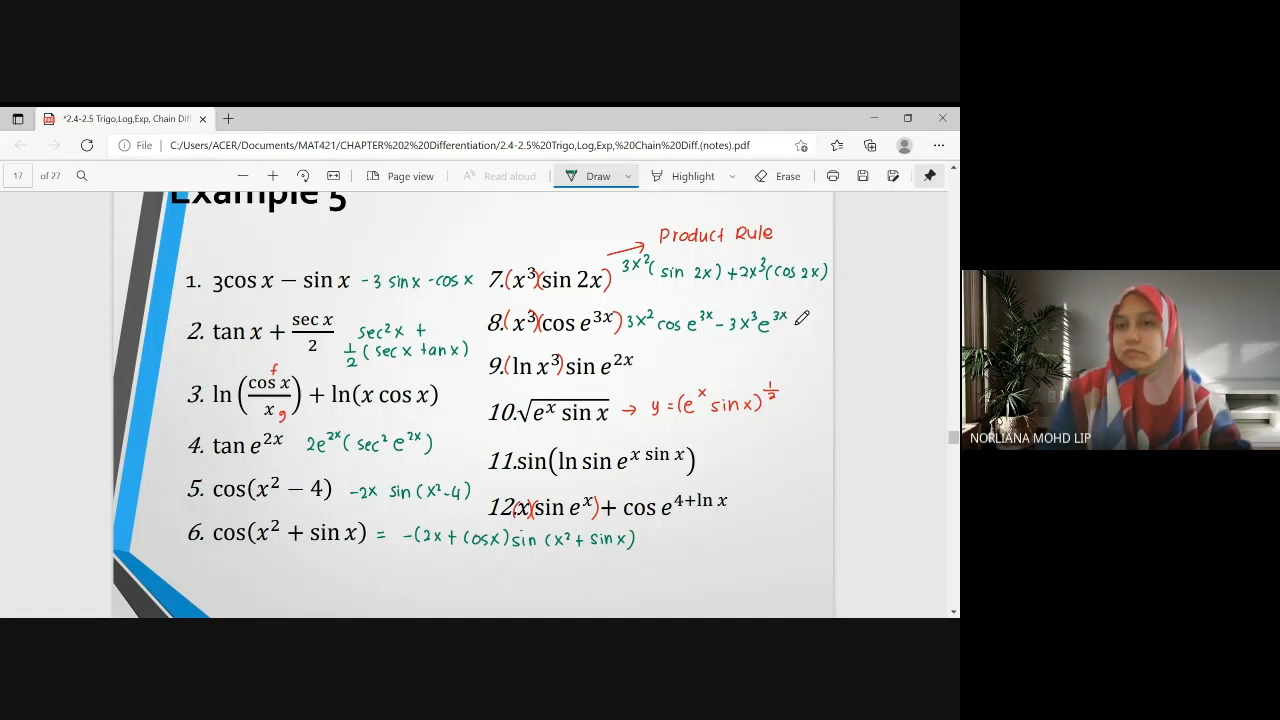 *2.4-2.5 Trigo,Log,Exp, Chain Diff
File C:/Users/ACER/Documents/MAT421/CHAPTER%202%20Differentiation/2.4-2.5%20Trigo,Log,Exp,%20Chain%20Diff.(notes).pdf
17 of 27 Page view Read aloud Draw Highlight Erase
Example 5
Product Rule
1. 3cos x − sin x -3 sin x - cos x
2. tan x + sec x/2 sec² x +
1/2 (sec x tan x)
f
3. ln(cos x/x) + ln(x cos x)
g
4. tan e^2x 2e^2x (sec² e^2x)
5. cos(x² − 4) -2x sin (x²-4)
6. cos(x² + sin x) = -(2x + cos x) sin (x² + sin x)
7. (x³)(sin 2x) 3x² (sin 2x) + 2x³ (cos 2x)
8. (x³)(cos e^3x) 3x² cos e^3x - 3x³ e^3x
9. (ln x³) sin e^2x
10. √(e^x sin x) → y = (e^x sin x)^1/2
11. sin(ln sin e^(x sin x))
12. (x)(sin e^x) + cos e^(4+ln x)
NORLIANA MOHD LIP